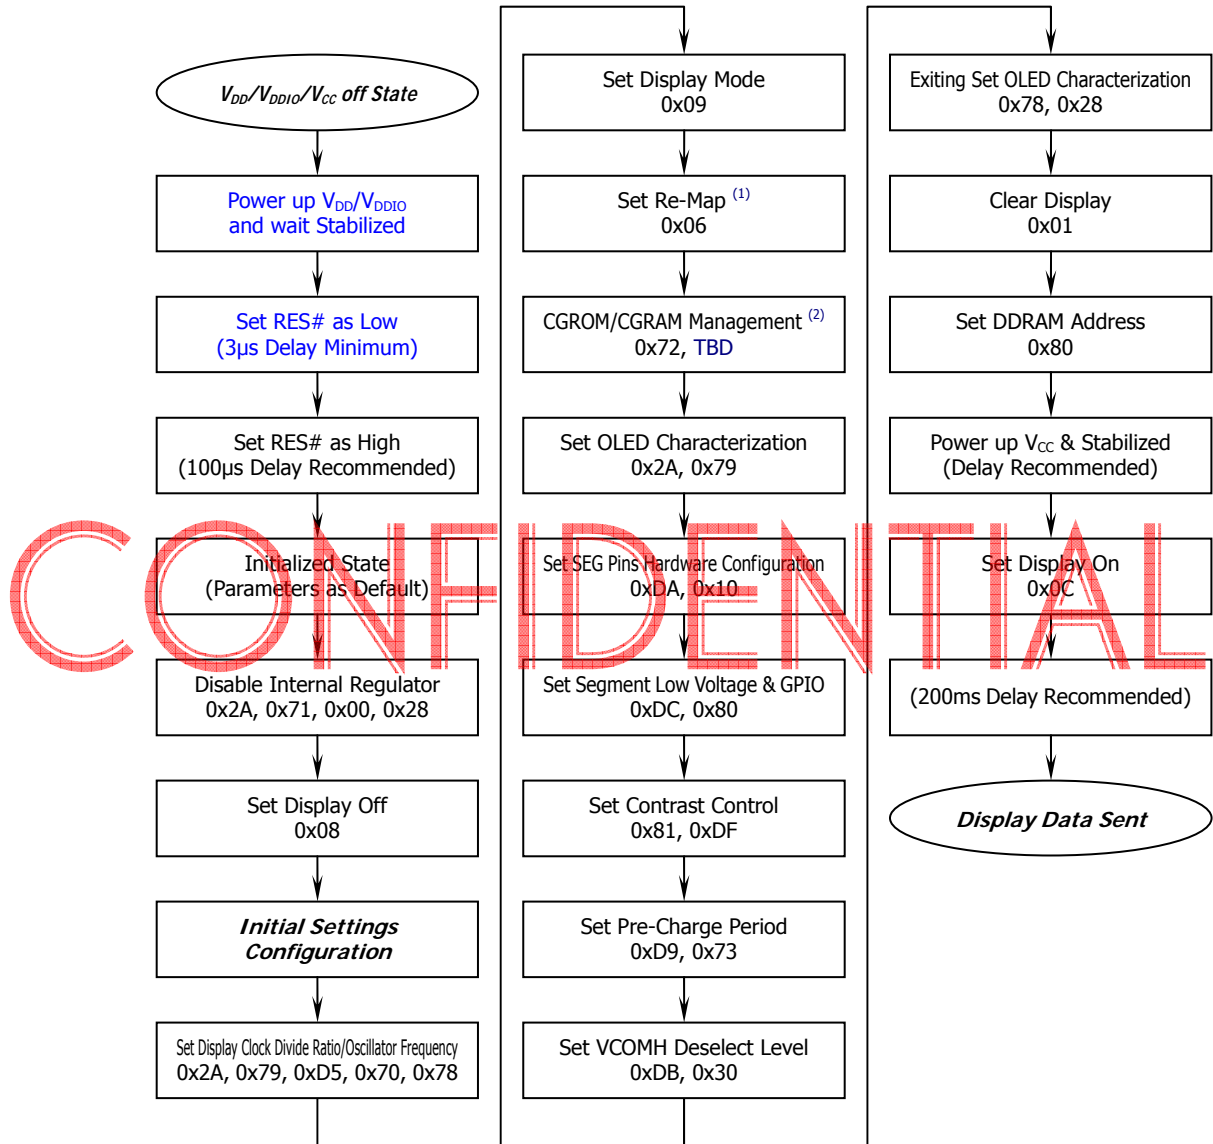 V_DD/V_DDIO/V_CC off State
Power up V_DD/V_DDIO
and wait Stabilized
Set RES# as Low
(3µs Delay Minimum)
Set RES# as High
(100µs Delay Recommended)
Initialized State
(Parameters as Default)
Disable Internal Regulator
0x2A, 0x71, 0x00, 0x28
Set Display Off
0x08
Initial Settings
Configuration
Set Display Clock Divide Ratio/Oscillator Frequency
0x2A, 0x79, 0xD5, 0x70, 0x78
Set Display Mode
0x09
Set Re-Map (1)
0x06
CGROM/CGRAM Management (2)
0x72, TBD
Set OLED Characterization
0x2A, 0x79
Set SEG Pins Hardware Configuration
0xDA, 0x10
Set Segment Low Voltage & GPIO
0xDC, 0x80
Set Contrast Control
0x81, 0xDF
Set Pre-Charge Period
0xD9, 0x73
Set VCOMH Deselect Level
0xDB, 0x30
Exiting Set OLED Characterization
0x78, 0x28
Clear Display
0x01
Set DDRAM Address
0x80
Power up V_CC & Stabilized
(Delay Recommended)
Set Display On
0x0C
(200ms Delay Recommended)
Display Data Sent
CONFIDENTIAL